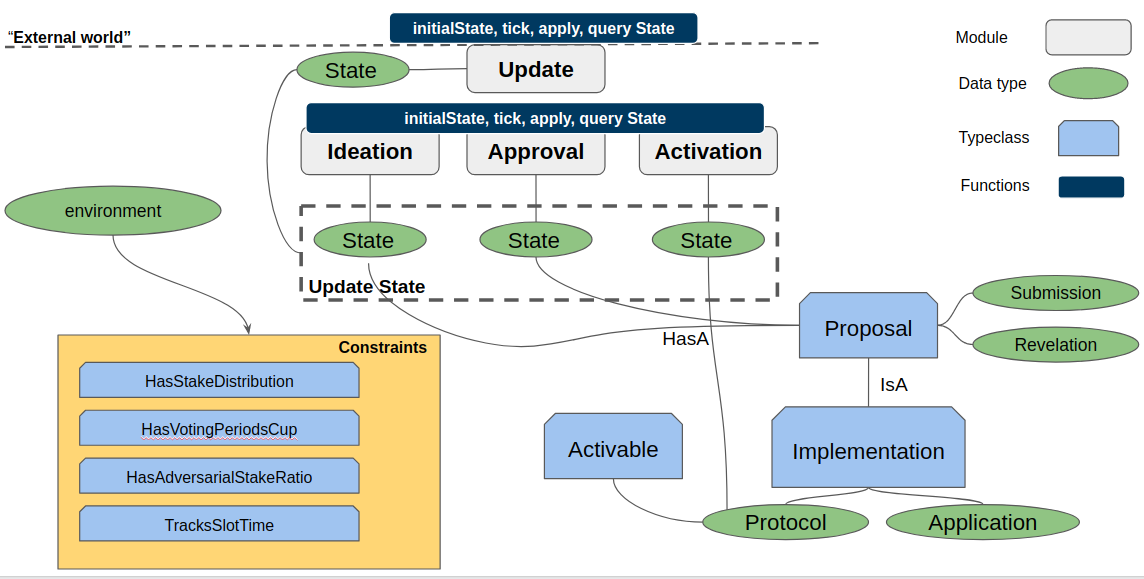 “External world”
initialState, tick, apply, query State
State
Update
initialState, tick, apply, query State
Ideation
Approval
Activation
environment
State
State
State
Update State
HasA
Proposal
Submission
Revelation
IsA
Constraints
HasStakeDistribution
HasVotingPeriodsCup
HasAdversarialStakeRatio
TracksSlotTime
Activable
Implementation
Protocol
Application
Module
Data type
Typeclass
Functions